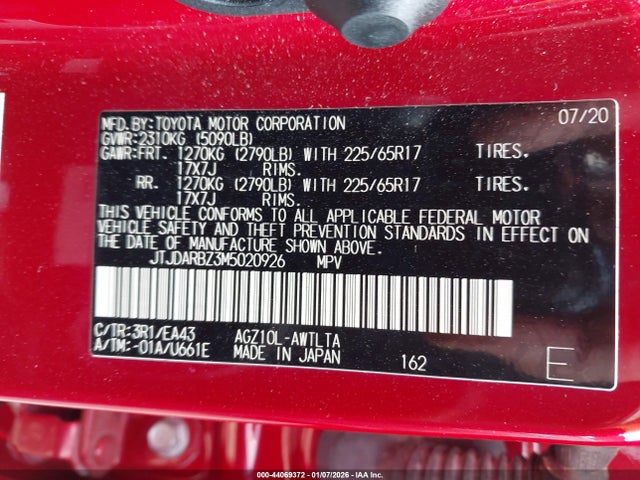 MFD.BY:TOYOTA MOTOR CORPORATION 07/20
GVWR:2310KG (5090LB)
GAWR:FRT. 1270KG (2790LB) WITH 225/65R17 TIRES.
17X7J RIMS.
RR. 1270KG (2790LB) WITH 225/65R17 TIRES.
17X7J RIMS.
THIS VEHICLE CONFORMS TO ALL APPLICABLE FEDERAL MOTOR
VEHICLE SAFETY AND THEFT PREVENTION STANDARDS IN EFFECT ON
THE DATE OF MANUFACTURE SHOWN ABOVE.
JTJDARBZ3M5020926 MPV
C/TR:3R1/EA43 AGZ10L-AWTLTA
A/TM:-01A/U661E MADE IN JAPAN 162 E
000-44069372 - 01/07/2026 - IAA Inc.